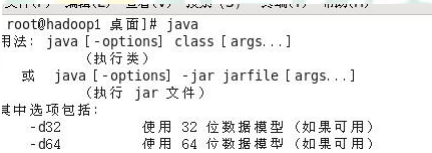 root@hadoop1 桌面]# java
用法: java [-options] class [args...]
(执行类)
或 java [-options] -jar jarfile [args...]
(执行 jar 文件)
其中选项包括:
-d32 使用 32 位数据模型 (如果可用)
-d64 使用 64 位数据模型 (如果可用)